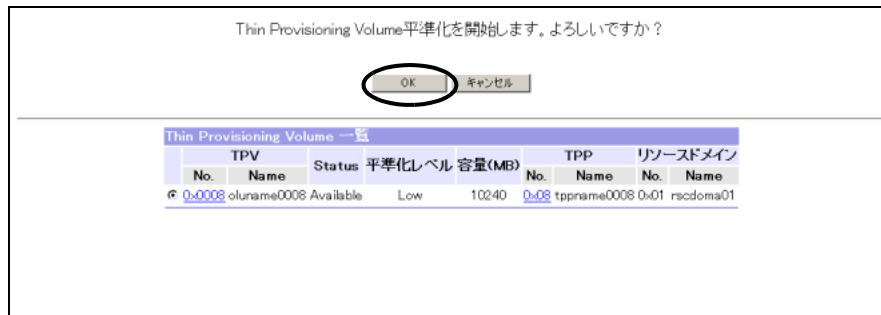 Thin Provisioning Volume平準化を開始します。よろしいですか?
OK キャンセル
Thin Provisioning Volume 一覧
TPV Status 平準化レベル 容量(MB) TPP リソースドメイン
No. Name No. Name No. Name
0x0008 oluname0008 Available Low 10240 0x08 tppname0008 0x01 rscdoma01